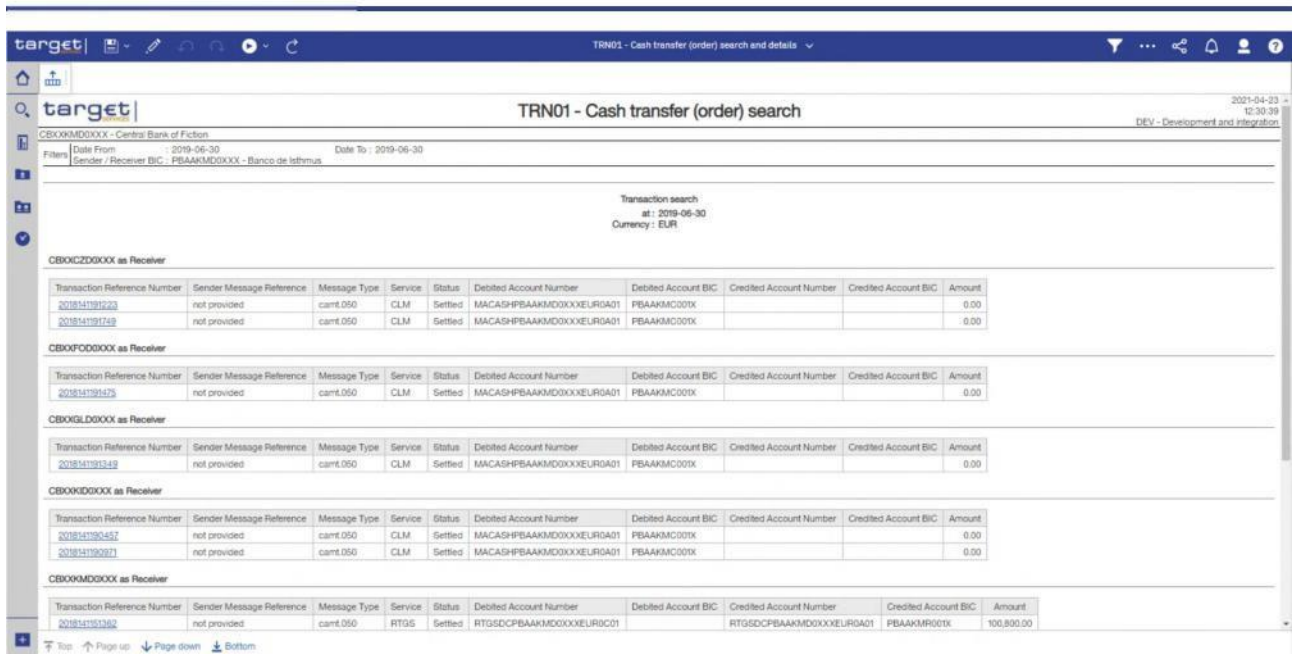 target|
TRN01 - Cash transfer (order) search and details
target|
SERVICES
TRN01 - Cash transfer (order) search
2021-04-23
12:30:39
DEV - Development and integration
CBXXKMD0XXX - Central Bank of Fiction
Filters Date From : 2019-06-30 Date To : 2019-06-30
Sender / Receiver BIC : PBAAKMD0XXX - Banco de Isthmus
Transaction search
at : 2019-06-30
Currency : EUR
CBXXCZD0XXX as Receiver
Transaction Reference Number Sender Message Reference Message Type Service Status Debited Account Number Debited Account BIC Credited Account Number Credited Account BIC Amount
2018141191223 not provided camt.050 CLM Settled MACASHPBAAKMD0XXXEUR0A01 PBAAKMC001X 0.00
2018141191749 not provided camt.050 CLM Settled MACASHPBAAKMD0XXXEUR0A01 PBAAKMC001X 0.00
CBXXFOD0XXX as Receiver
Transaction Reference Number Sender Message Reference Message Type Service Status Debited Account Number Debited Account BIC Credited Account Number Credited Account BIC Amount
2018141191475 not provided camt.050 CLM Settled MACASHPBAAKMD0XXXEUR0A01 PBAAKMC001X 0.00
CBXXGLD0XXX as Receiver
Transaction Reference Number Sender Message Reference Message Type Service Status Debited Account Number Debited Account BIC Credited Account Number Credited Account BIC Amount
2018141191349 not provided camt.050 CLM Settled MACASHPBAAKMD0XXXEUR0A01 PBAAKMC001X 0.00
CBXXKID0XXX as Receiver
Transaction Reference Number Sender Message Reference Message Type Service Status Debited Account Number Debited Account BIC Credited Account Number Credited Account BIC Amount
2018141190457 not provided camt.050 CLM Settled MACASHPBAAKMD0XXXEUR0A01 PBAAKMC001X 0.00
2018141190971 not provided camt.050 CLM Settled MACASHPBAAKMD0XXXEUR0A01 PBAAKMC001X 0.00
CBXXKMD0XXX as Receiver
Transaction Reference Number Sender Message Reference Message Type Service Status Debited Account Number Debited Account BIC Credited Account Number Credited Account BIC Amount
2018141151362 not provided camt.050 RTGS Settled RTGSDCPBAAKMD0XXXEUR0C01 RTGSDCPBAAKMD0XXXEUR0A01 PBAAKMR001X 100,800.00
Top Page up Page down Bottom